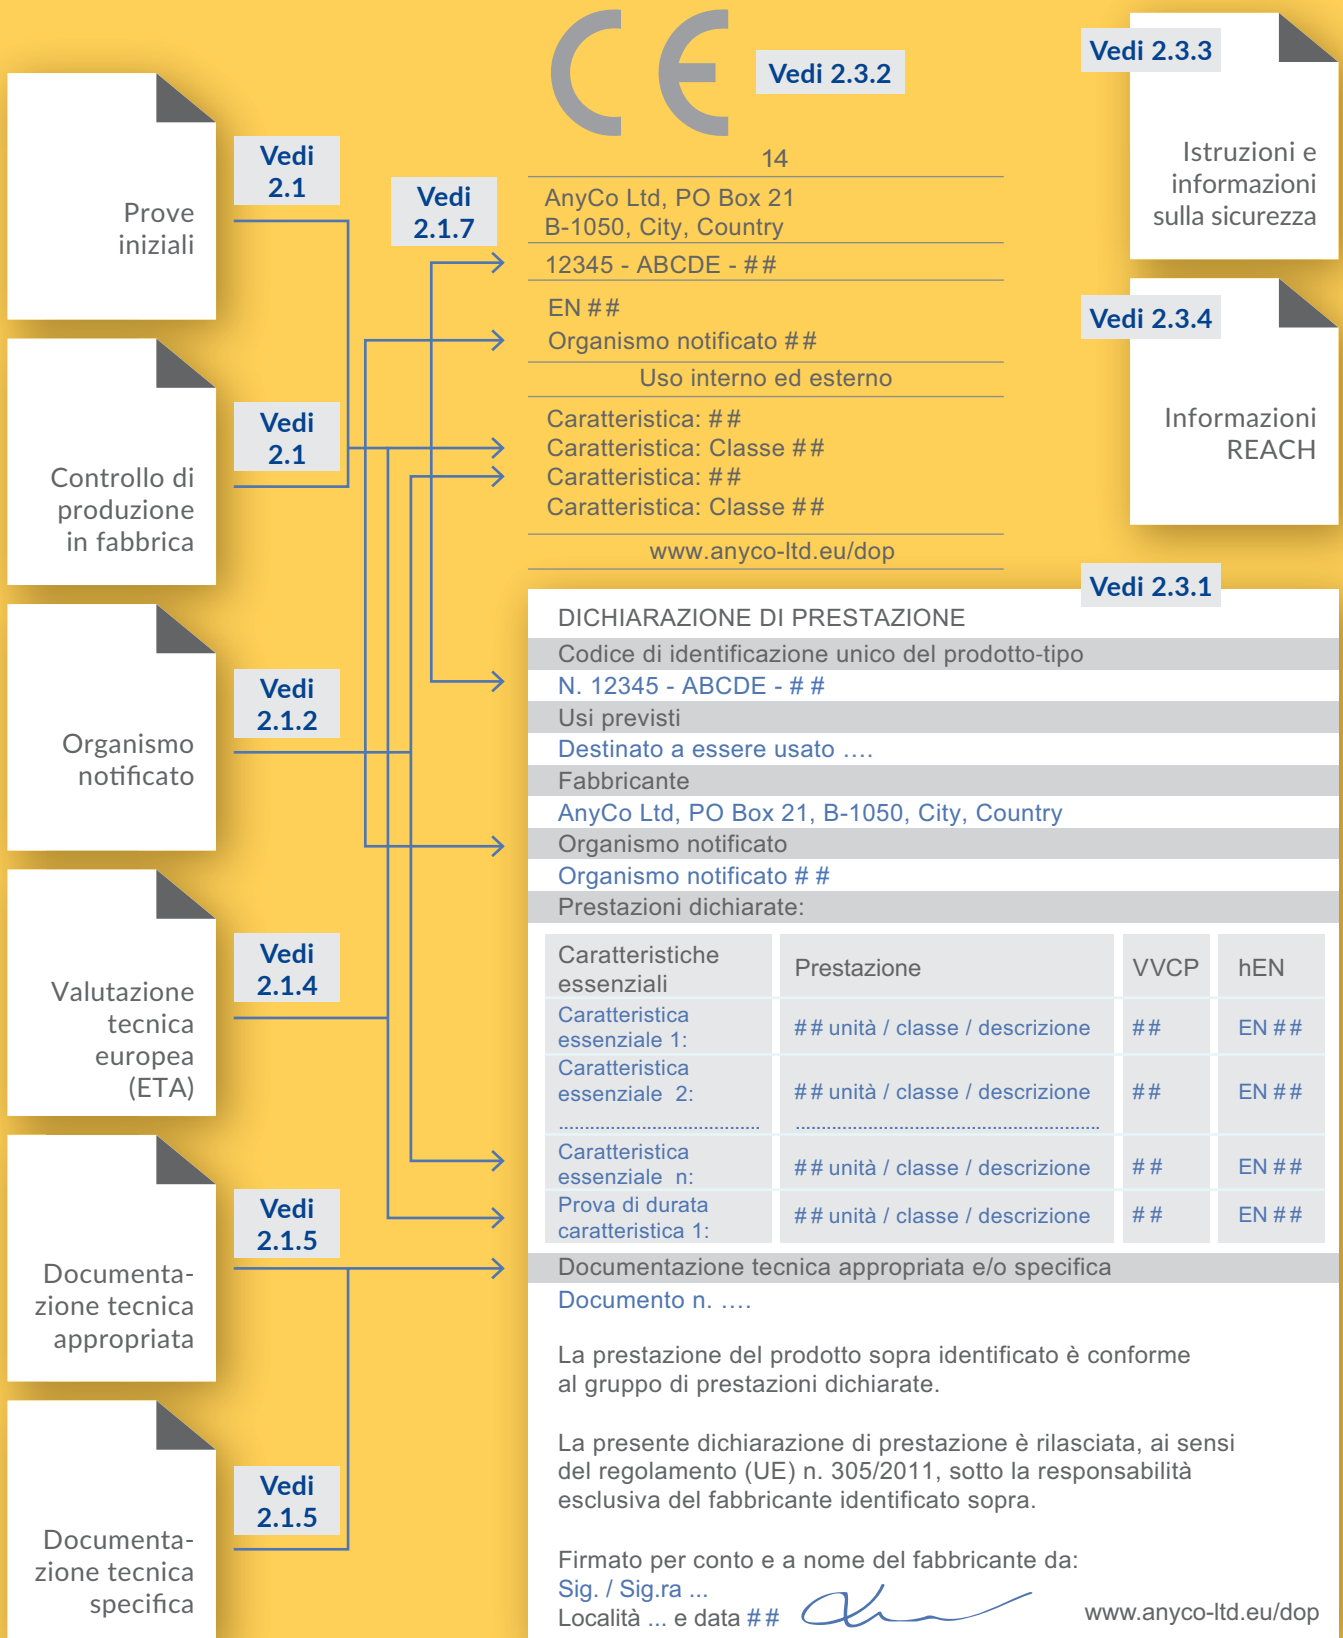 CE
Vedi 2.3.2
14
AnyCo Ltd, PO Box 21
B-1050, City, Country
12345 - ABCDE - ##
EN ##
Organismo notificato ##
Uso interno ed esterno
Caratteristica: ##
Caratteristica: Classe ##
Caratteristica: ##
Caratteristica: Classe ##
www.anyco-ltd.eu/dop
Vedi 2.3.3
Istruzioni e
informazioni
sulla sicurezza
Vedi 2.3.4
Informazioni
REACH
Prove
iniziali
Vedi
2.1
Vedi
2.1.7
Controllo di
produzione
in fabbrica
Vedi
2.1
Organismo
notificato
Vedi
2.1.2
Valutazione
tecnica
europea
(ETA)
Vedi
2.1.4
Documenta-
zione tecnica
appropriata
Vedi
2.1.5
Documenta-
zione tecnica
specifica
Vedi
2.1.5
Vedi 2.3.1
DICHIARAZIONE DI PRESTAZIONE
Codice di identificazione unico del prodotto-tipo
N. 12345 - ABCDE - # #
Usi previsti
Destinato a essere usato ....
Fabbricante
AnyCo Ltd, PO Box 21, B-1050, City, Country
Organismo notificato
Organismo notificato # #
Prestazioni dichiarate:
Caratteristiche
essenziali
Prestazione
VVCP
hEN
Caratteristica
essenziale 1:
## unità / classe / descrizione
##
EN ##
Caratteristica
essenziale 2:
## unità / classe / descrizione
##
EN ##
Caratteristica
essenziale n:
## unità / classe / descrizione
##
EN ##
Prova di durata
caratteristica 1:
## unità / classe / descrizione
##
EN ##
Documentazione tecnica appropriata e/o specifica
Documento n. ....
La prestazione del prodotto sopra identificato è conforme
al gruppo di prestazioni dichiarate.
La presente dichiarazione di prestazione è rilasciata, ai sensi
del regolamento (UE) n. 305/2011, sotto la responsabilità
esclusiva del fabbricante identificato sopra.
Firmato per conto e a nome del fabbricante da:
Sig. / Sig.ra ...
Località ... e data ##
www.anyco-ltd.eu/dop